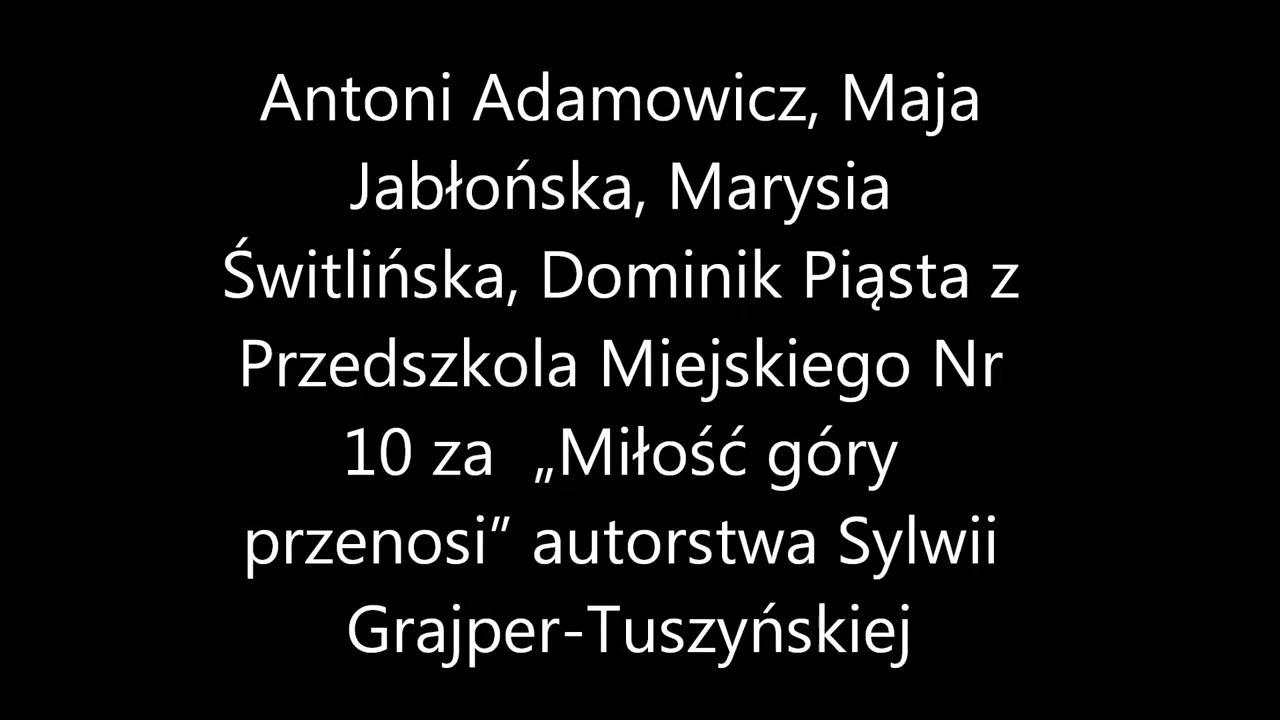 Antoni Adamowicz, Maja
Jabłońska, Marysia
Świtlińska, Dominik Piąsta z
Przedszkola Miejskiego Nr
10 za  „Miłość góry
przenosi” autorstwa Sylwii
Grajper-Tuszyńskiej